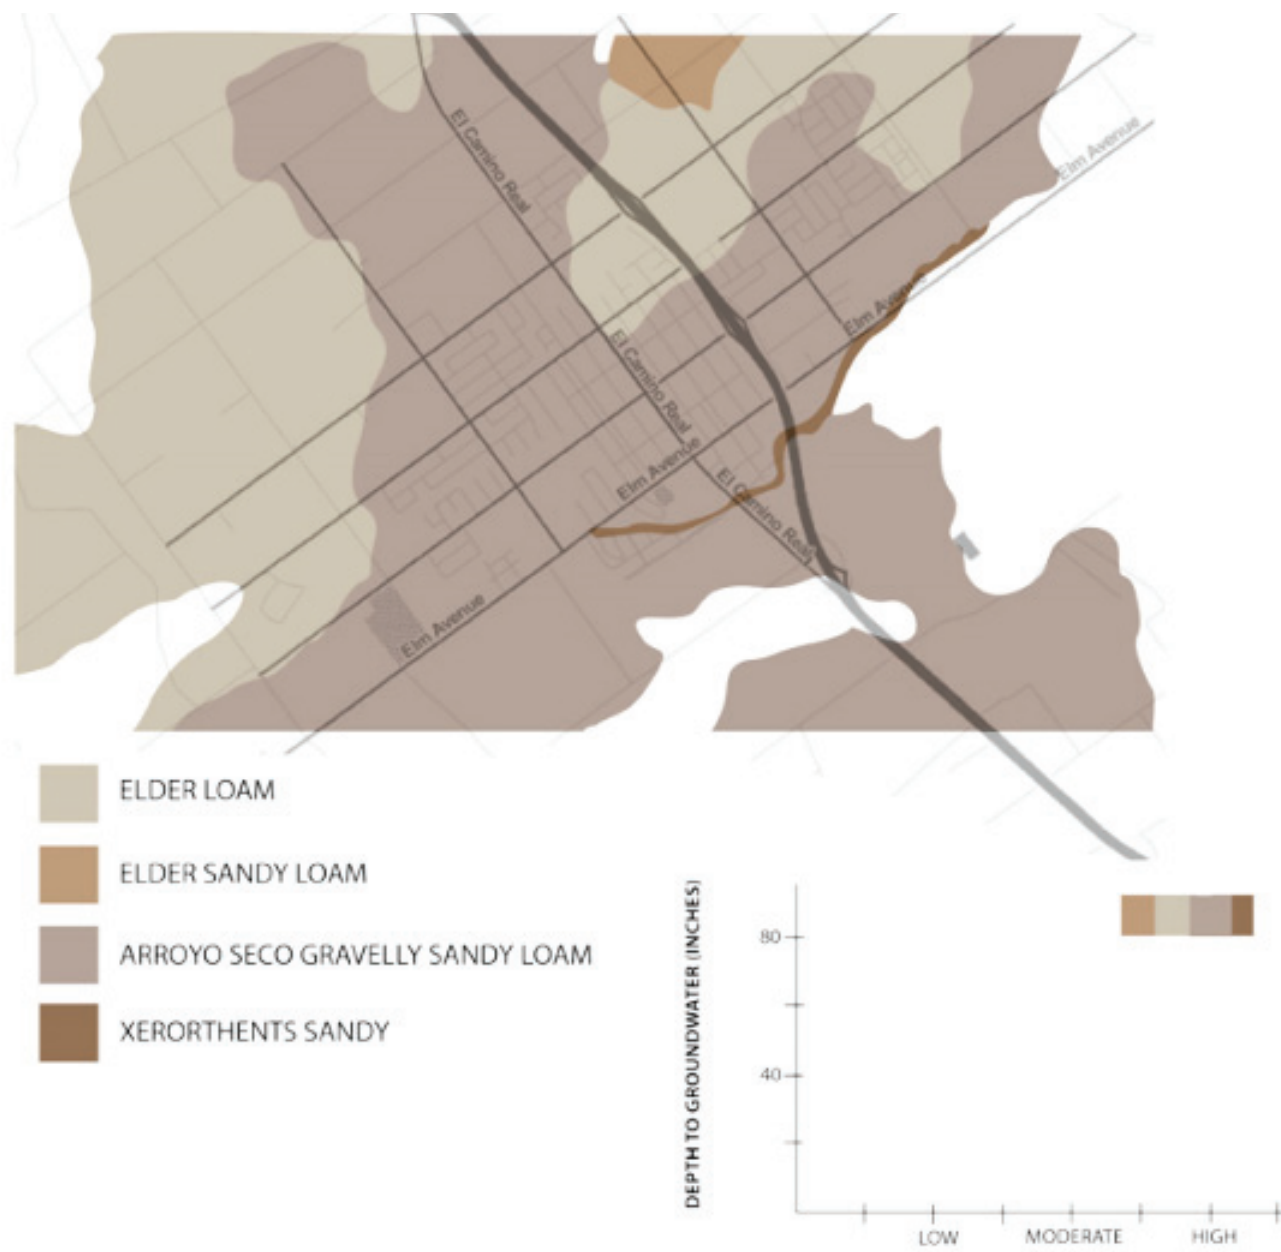 El Camino Real
Elm Avenue
Elm Avenue
El Camino Real
Elm Avenue
El Camino Real
Elm Avenue
ELDER LOAM
ELDER SANDY LOAM
ARROYO SECO GRAVELLY SANDY LOAM
XERORTHENTS SANDY
DEPTH TO GROUNDWATER (INCHES)
80
40
LOW MODERATE HIGH